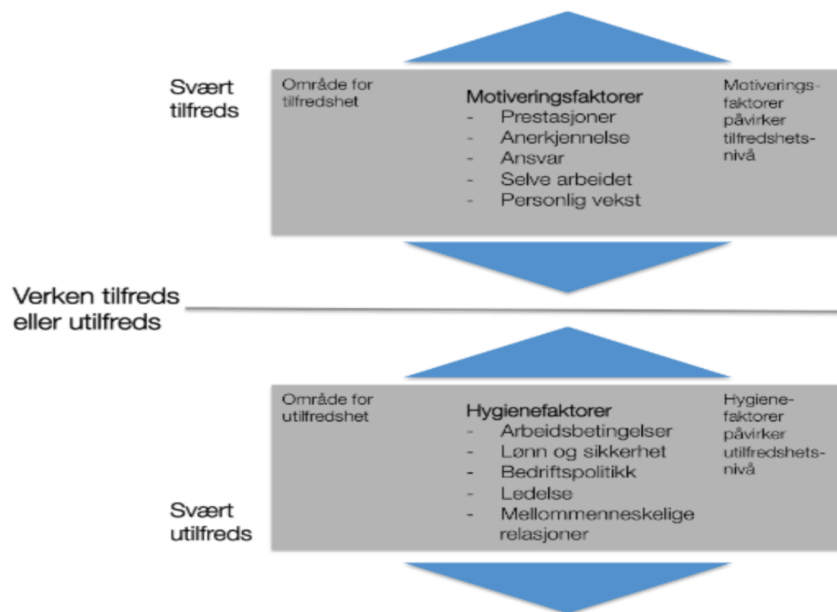 Svært
tilfreds
Område for
tilfredshet
Motiveringsfaktorer
- Prestasjoner
- Anerkjennelse
- Ansvar
- Selve arbeidet
- Personlig vekst
Motiverings-
faktorer
påvirker
tilfredshets-
nivå
Verken tilfreds
eller utilfreds
Område for
utilfredshet
Hygienefaktorer
- Arbeidsbetingelser
- Lønn og sikkerhet
- Bedriftspolitikk
- Ledelse
- Mellommenneskelige
relasjoner
Hygiene-
faktorer
påvirker
utilfredshets-
nivå
Svært
utilfreds